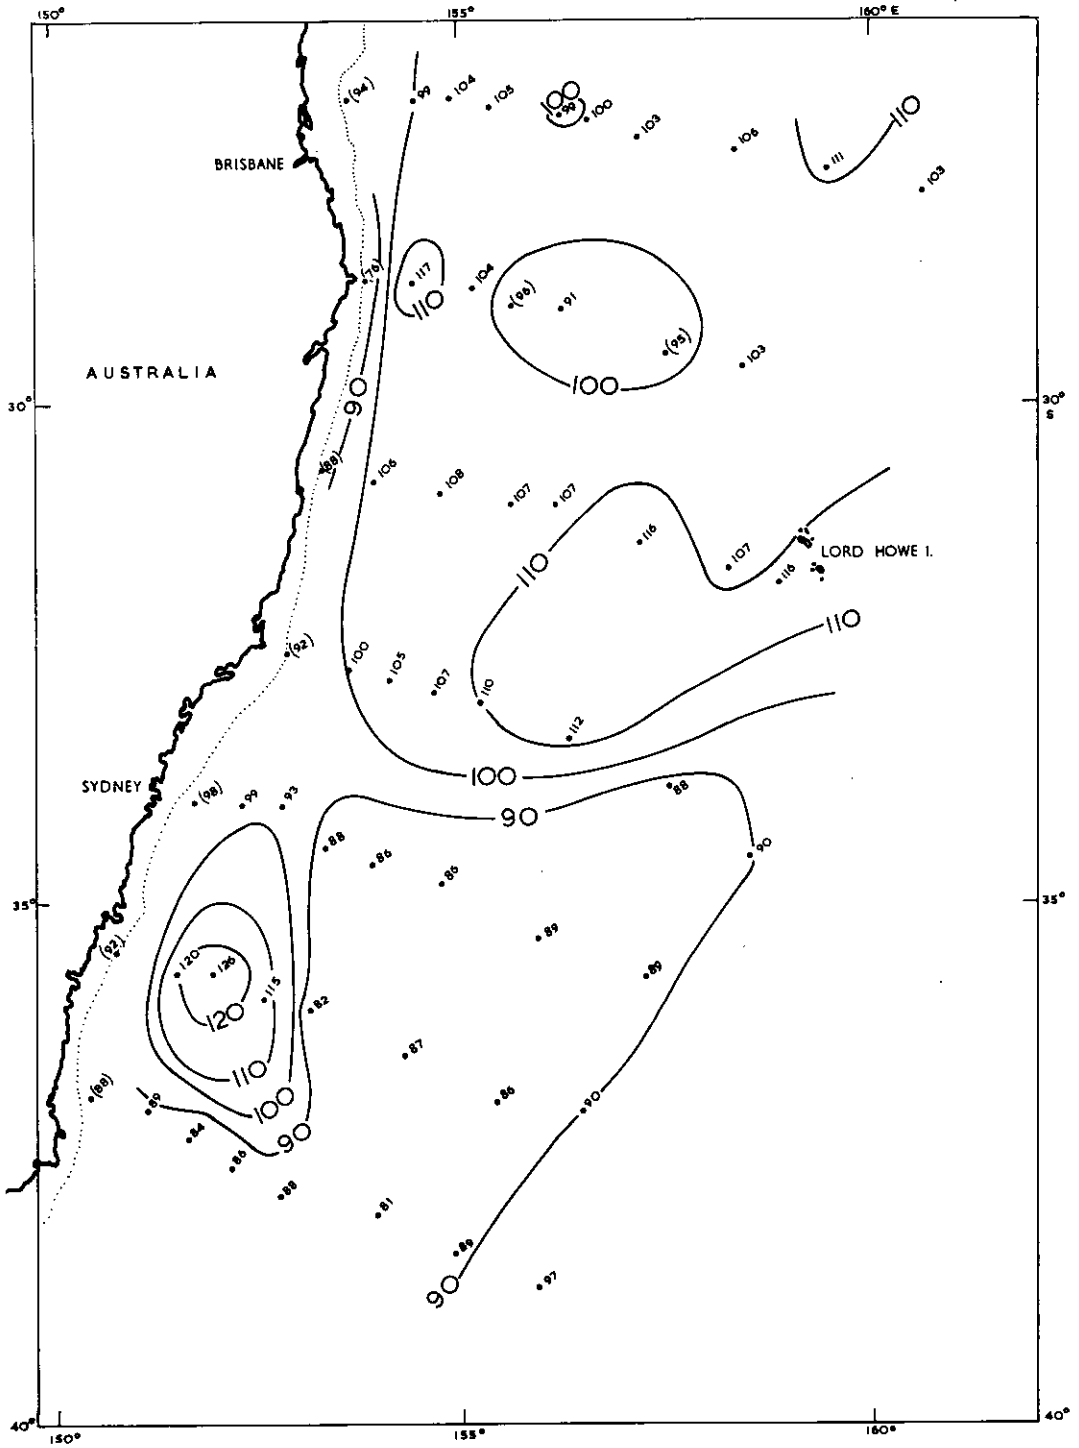 150° 155° 160° E
(94) 99 104 105 100 99 100 103 106 111 110 103
BRISBANE
(76) 117 110 104 (96) 91 (95) 103
AUSTRALIA
100
30° 90 30°
S
(88) 106 108 107 107
110 116 107 116 LORD HOWE I.
110
(92) 100 105 107 110 112
SYDNEY 100
(98) 99 93 90 88
88 86 86 90
35° 35°
(92) 89
120 126 115 82 89
120
110 87
(88) 89 100 86 90
84 90
86
88 81
89
90 97
40° 40°
150° 155° 160°